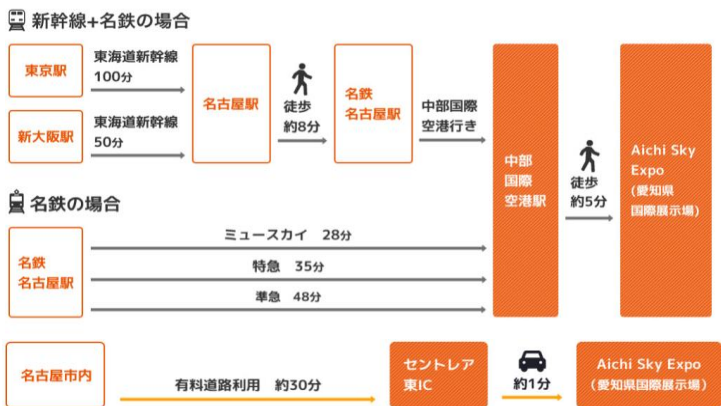 新幹線+名鉄の場合
東京駅
東海道新幹線
100分
新大阪駅
東海道新幹線
50分
名古屋駅
徒歩
約8分
名鉄
名古屋駅
中部国際
空港行き
中部
国際
空港駅
徒歩
約5分
Aichi Sky
Expo
(愛知県
国際展示場)
名鉄の場合
名鉄
名古屋駅
ミュースカイ 28分
特急 35分
準急 48分
名古屋市内
有料道路利用 約30分
セントレア
東IC
約1分
Aichi Sky Expo
(愛知県国際展示場)